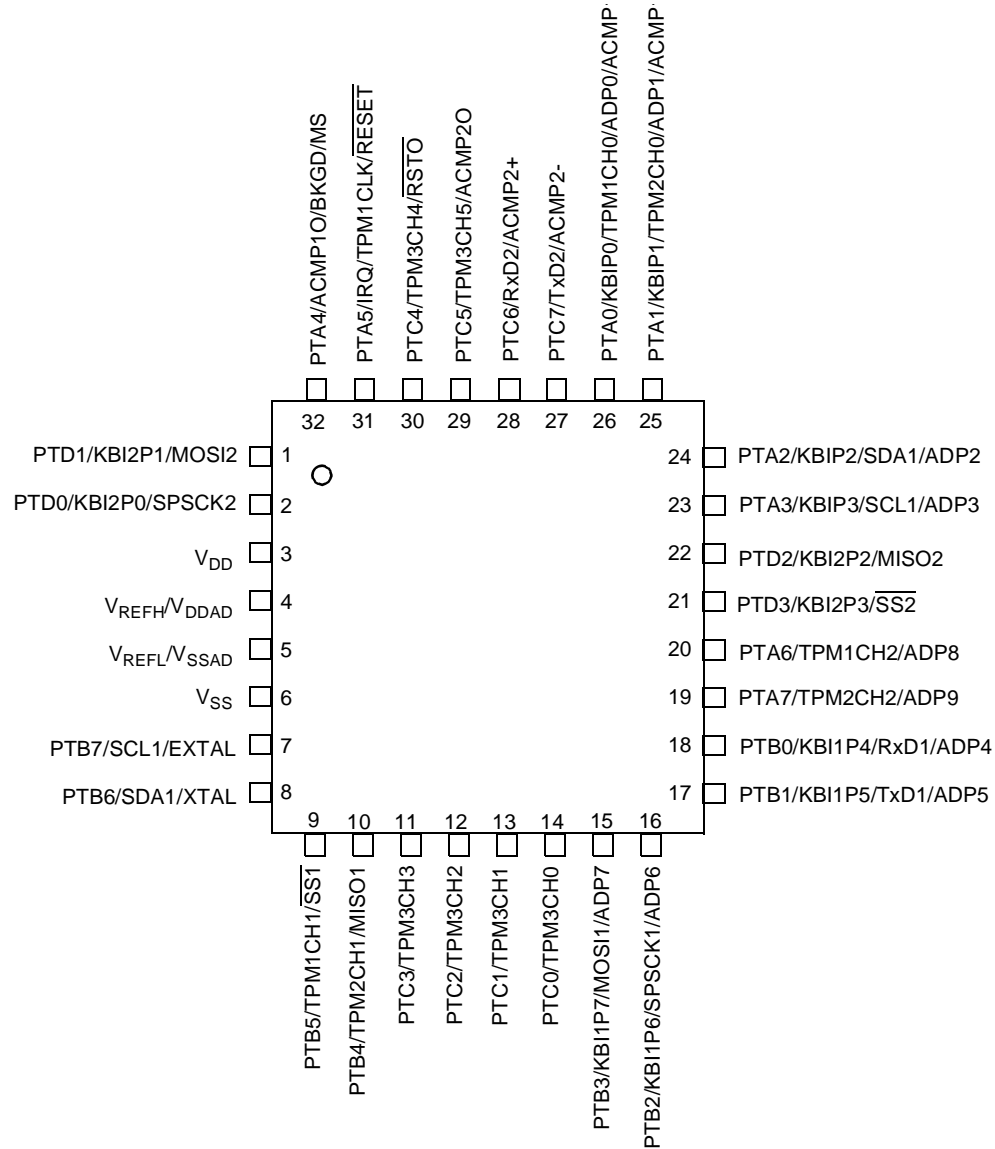 PTA4/ACMP1O/BKGD/MS
PTA5/IRQ/TPM1CLK/RESET
PTC4/TPM3CH4/RSTO
PTC5/TPM3CH5/ACMP2O
PTC6/RxD2/ACMP2+
PTC7/TxD2/ACMP2-
PTA0/KBIP0/TPM1CH0/ADP0/ACMP
PTA1/KBIP1/TPM2CH0/ADP1/ACMP
32 31 30 29 28 27 26 25
PTD1/KBI2P1/MOSI2 1
24 PTA2/KBIP2/SDA1/ADP2
PTD0/KBI2P0/SPSCK2 2
23 PTA3/KBIP3/SCL1/ADP3
VDD 3
22 PTD2/KBI2P2/MISO2
VREFH/VDDAD 4
21 PTD3/KBI2P3/SS2
VREFL/VSSAD 5
20 PTA6/TPM1CH2/ADP8
VSS 6
19 PTA7/TPM2CH2/ADP9
PTB7/SCL1/EXTAL 7
18 PTB0/KBI1P4/RxD1/ADP4
PTB6/SDA1/XTAL 8
17 PTB1/KBI1P5/TxD1/ADP5
9 10 11 12 13 14 15 16
PTB5/TPM1CH1/SS1
PTB4/TPM2CH1/MISO1
PTC3/TPM3CH3
PTC2/TPM3CH2
PTC1/TPM3CH1
PTC0/TPM3CH0
PTB3/KBI1P7/MOSI1/ADP7
PTB2/KBI1P6/SPSCK1/ADP6